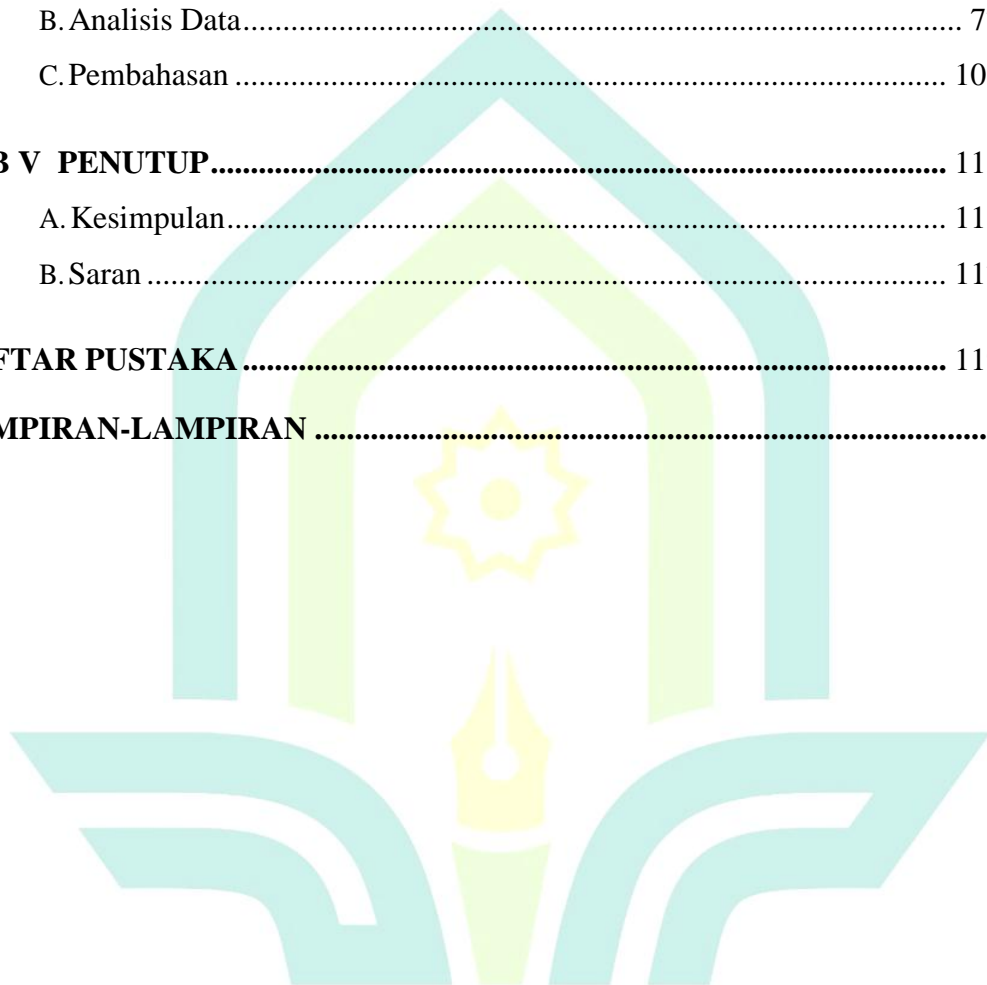 B. Analisis Data.......................................................................................... 7
C. Pembahasan ......................................................................................... 10
B V PENUTUP............................................................................................. 11
A. Kesimpulan.......................................................................................... 11
B. Saran .................................................................................................... 11
FTAR PUSTAKA ......................................................................................... 11
MPIRAN-LAMPIRAN .....................................................................................